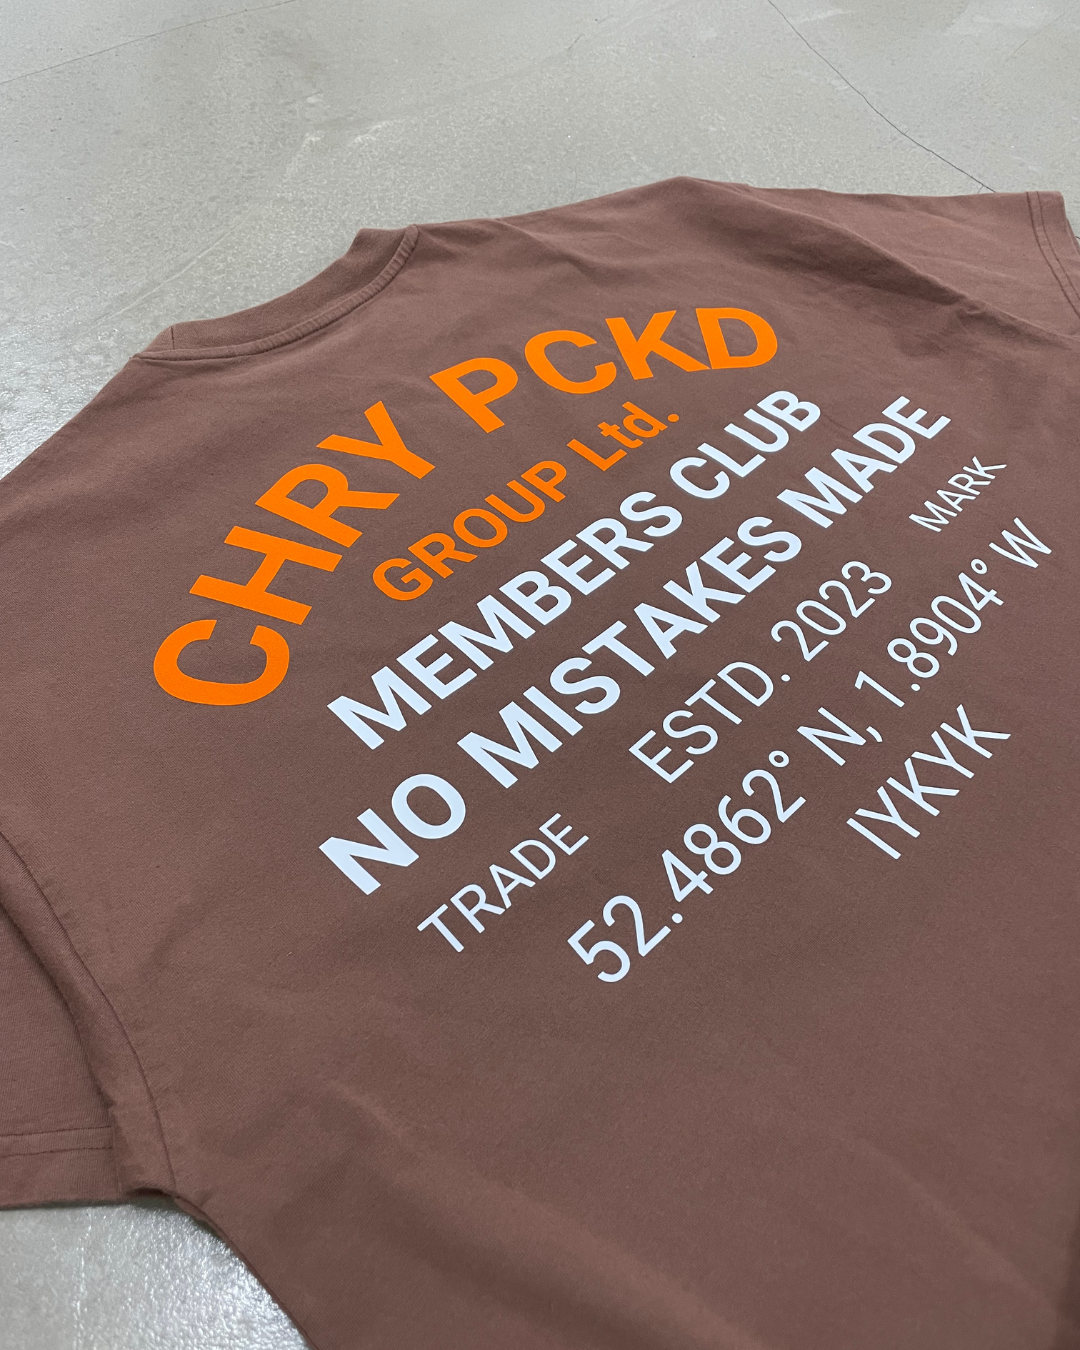 CHRY PCKD
GROUP Ltd.
MEMBERS CLUB
NO MISTAKES MADE
TRADE ESTD. 2023 MARK
52.4862° N, 1.8904° W
IYKYK